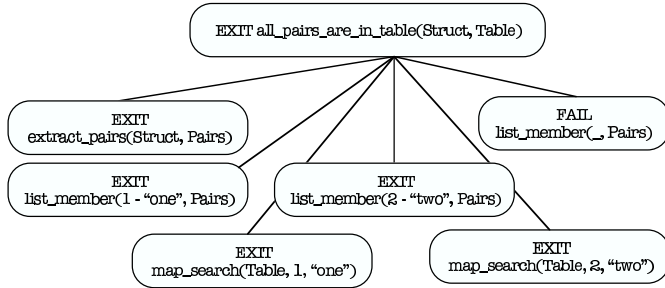 EXIT all_pairs_are_in_table(Struct, Table)
EXIT
extract_pairs(Struct, Pairs)
FAIL
list_member(_, Pairs)
EXIT
list_member(1 - “one”, Pairs)
EXIT
list_member(2 - “two”, Pairs)
EXIT
map_search(Table, 1, “one”)
EXIT
map_search(Table, 2, “two”)